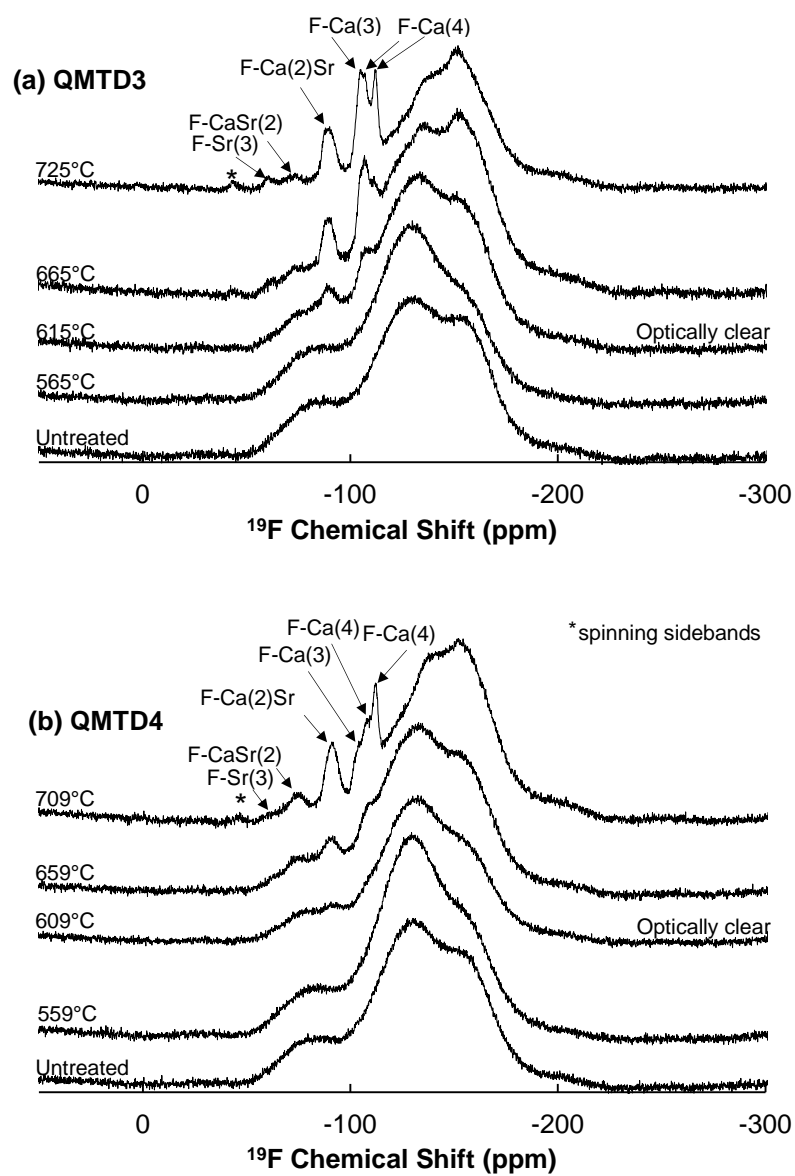 F-Ca(3) F-Ca(4)
(a) QMTD3
F-Ca(2)Sr
F-CaSr(2)
F-Sr(3)
725°C
*
665°C
615°C
Optically clear
565°C
Untreated
0 -100 -200 -300
¹⁹F Chemical Shift (ppm)
F-Ca(4) F-Ca(4)
*spinning sidebands
F-Ca(3)
F-Ca(2)Sr
(b) QMTD4
F-CaSr(2)
F-Sr(3)
709°C
*
659°C
609°C
Optically clear
559°C
Untreated
0 -100 -200 -300
¹⁹F Chemical Shift (ppm)